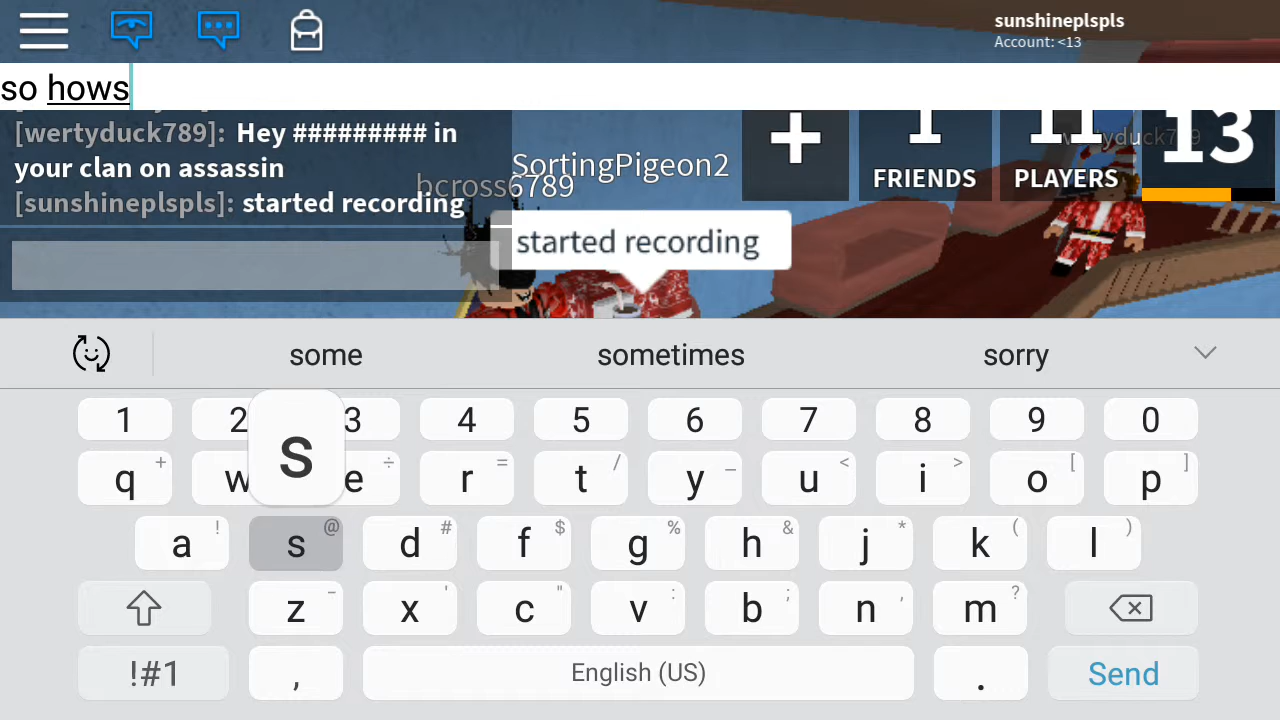 sunshineplspls
Account: <13
so hows
[wertyduck789]: Hey ######### in
your clan on assassin
[sunshineplspls]: started recording
bcross6789
SortingPigeon2
started recording
+
1
FRIENDS
11
PLAYERS
13
some sometimes sorry
1 2 3 4 5 6 7 8 9 0
q + w e ÷ r = t / y _ u < i > o [ p ]
s
a ! s @ d # f $ g % h & j * k ( l )
z - x ' c " v : b ; n , m ?
!#1 , English (US) . Send